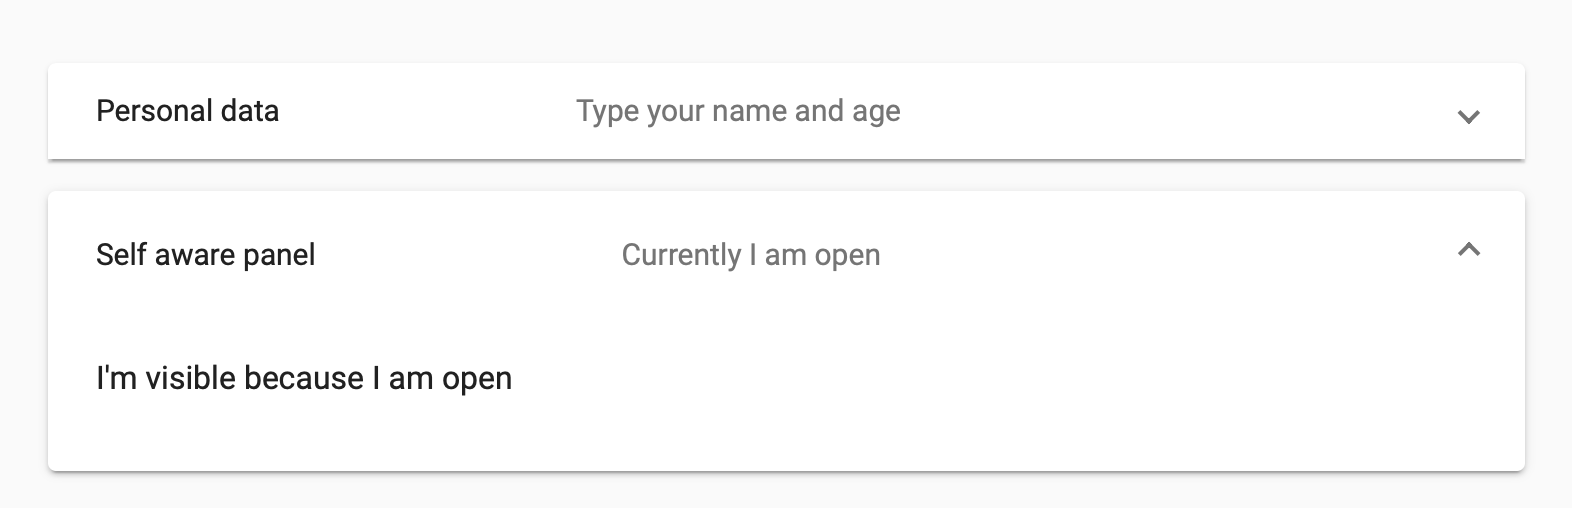 Personal data Type your name and age
Self aware panel Currently I am open
I'm visible because I am open